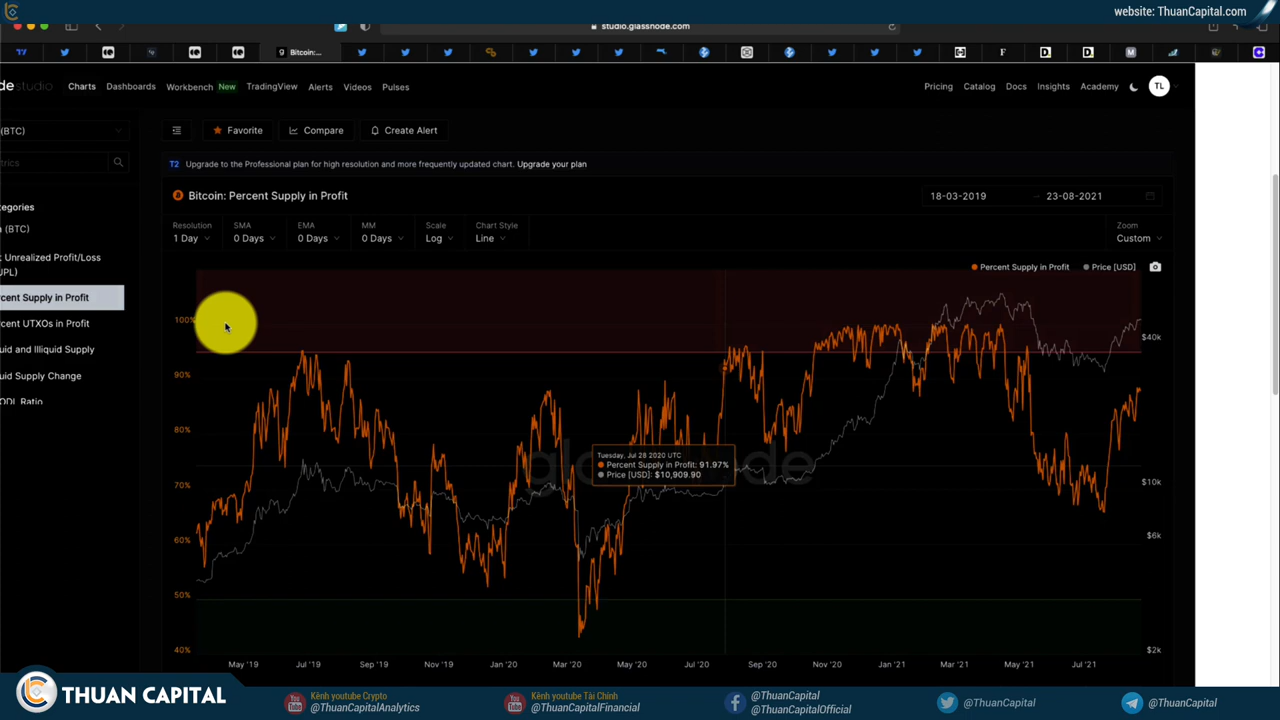 website: ThuanCapital.com
studio.glassnode.com
Bitcoin:...
de studio
Charts
Dashboards
Workbench New
TradingView
Alerts
Videos
Pulses
Pricing
Catalog
Docs
Insights
Academy
TL
(BTC)
Favorite
Compare
Create Alert
trics
T2 Upgrade to the Professional plan for high resolution and more frequently updated chart. Upgrade your plan
Bitcoin: Percent Supply in Profit
18-03-2019 → 23-08-2021
tegories
(BTC)
Unrealized Profit/Loss
UPL)
cent Supply in Profit
cent UTXOs in Profit
uid and Illiquid Supply
uid Supply Change
ODL Ratio
Resolution
1 Day
SMA
0 Days
EMA
0 Days
MM
0 Days
Scale
Log
Chart Style
Line
Zoom
Custom
Percent Supply in Profit
Price [USD]
100%
90%
80%
70%
60%
50%
40%
$40k
$10k
$6k
$2k
glassnode
Tuesday, Jul 28 2020 UTC
Percent Supply in Profit: 91.97%
Price [USD]: $10,909.90
May '19
Jul '19
Sep '19
Nov '19
Jan '20
Mar '20
May '20
Jul '20
Sep '20
Nov '20
Jan '21
Mar '21
May '21
Jul '21
THUAN CAPITAL
Kênh youtube Crypto
@ThuanCapitalAnalytics
Kênh youtube Tài Chính
@ThuanCapitalFinancial
@ThuanCapital
@ThuanCapitalOfficial
@ThuanCapital
@ThuanCapital